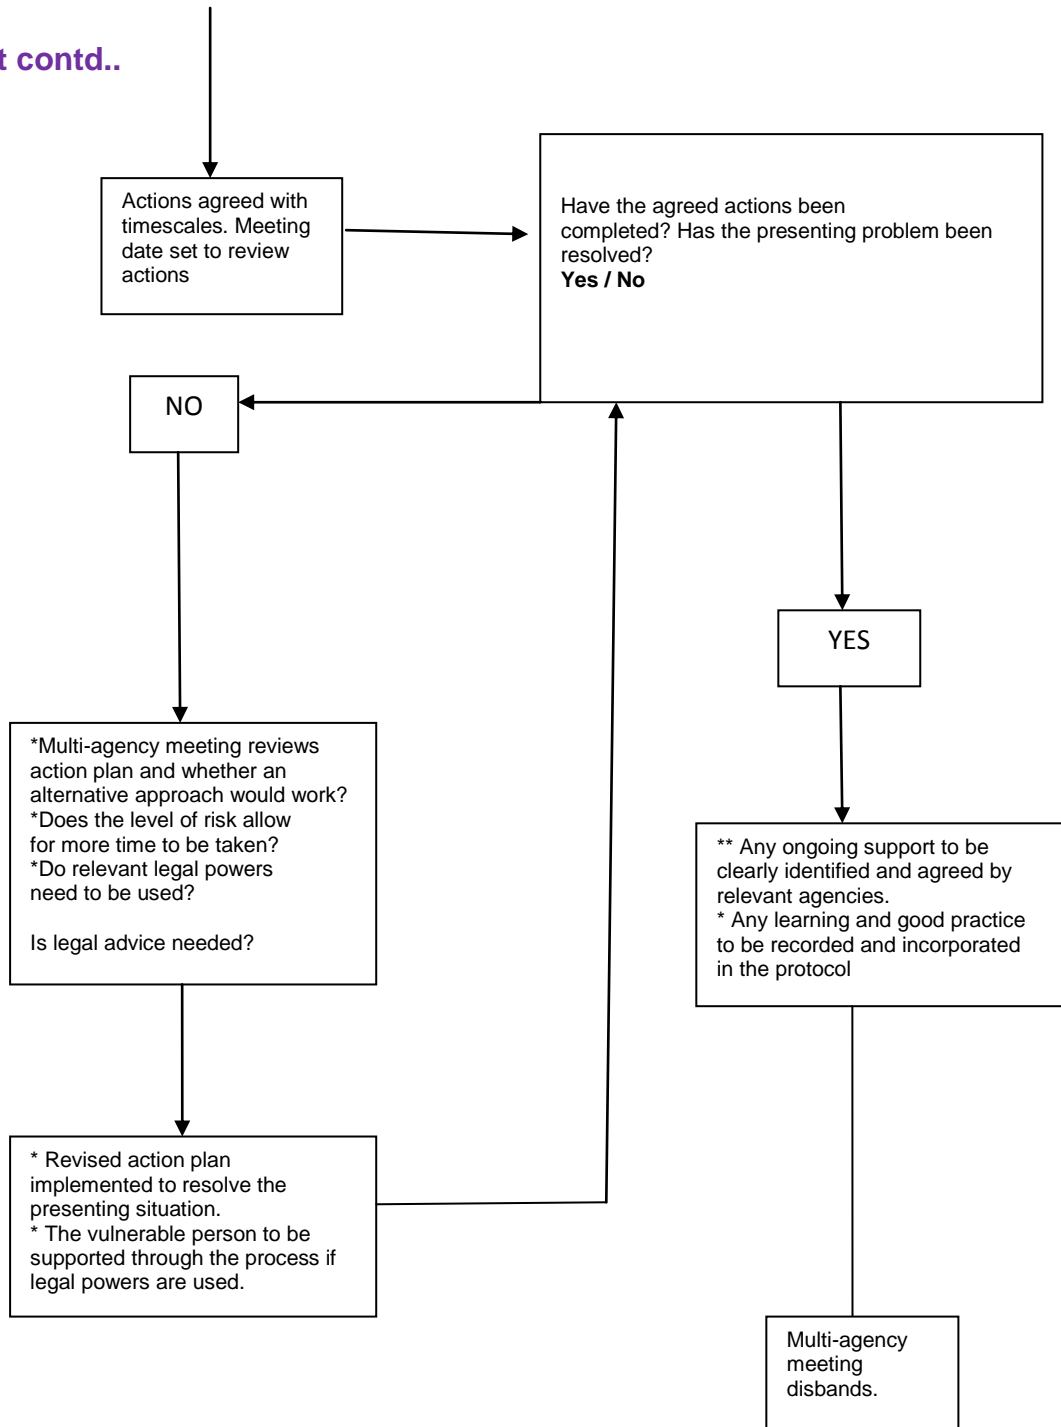 t contd..
Actions agreed with
timescales. Meeting
date set to review
actions
Have the agreed actions been
completed? Has the presenting problem been
resolved?
Yes / No
NO
YES
*Multi-agency meeting reviews
action plan and whether an
alternative approach would work?
*Does the level of risk allow
for more time to be taken?
*Do relevant legal powers
need to be used?
Is legal advice needed?
** Any ongoing support to be
clearly identified and agreed by
relevant agencies.
* Any learning and good practice
to be recorded and incorporated
in the protocol
* Revised action plan
implemented to resolve the
presenting situation.
* The vulnerable person to be
supported through the process if
legal powers are used.
Multi-agency
meeting
disbands.